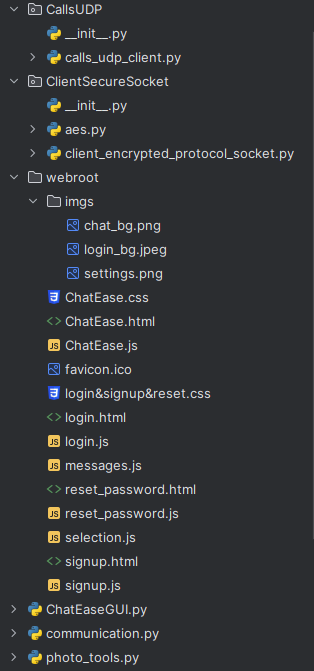 CallsUDP
__init__.py
calls_udp_client.py
ClientSecureSocket
__init__.py
aes.py
client_encrypted_protocol_socket.py
webroot
imgs
chat_bg.png
login_bg.jpeg
settings.png
ChatEase.css
ChatEase.html
ChatEase.js
favicon.ico
login&signup&reset.css
login.html
login.js
messages.js
reset_password.html
reset_password.js
selection.js
signup.html
signup.js
ChatEaseGUI.py
communication.py
photo_tools.py